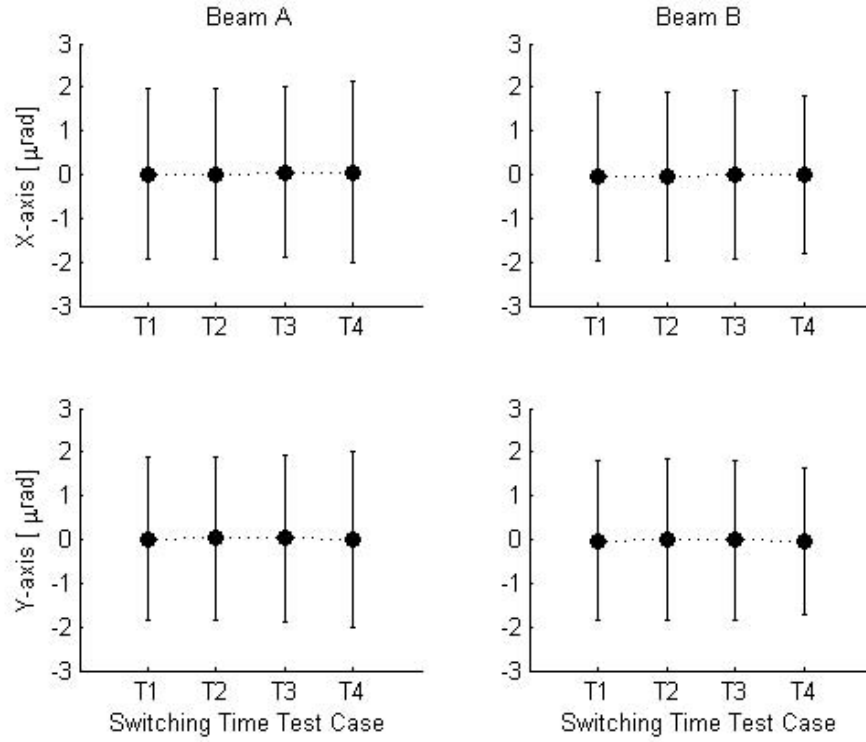 Beam A
Beam B
3
2
1
0
-1
-2
-3
X-axis [ μrad]
T1 T2 T3 T4
3
2
1
0
-1
-2
-3
T1 T2 T3 T4
3
2
1
0
-1
-2
-3
Y-axis [ μrad]
T1 T2 T3 T4
Switching Time Test Case
3
2
1
0
-1
-2
-3
T1 T2 T3 T4
Switching Time Test Case